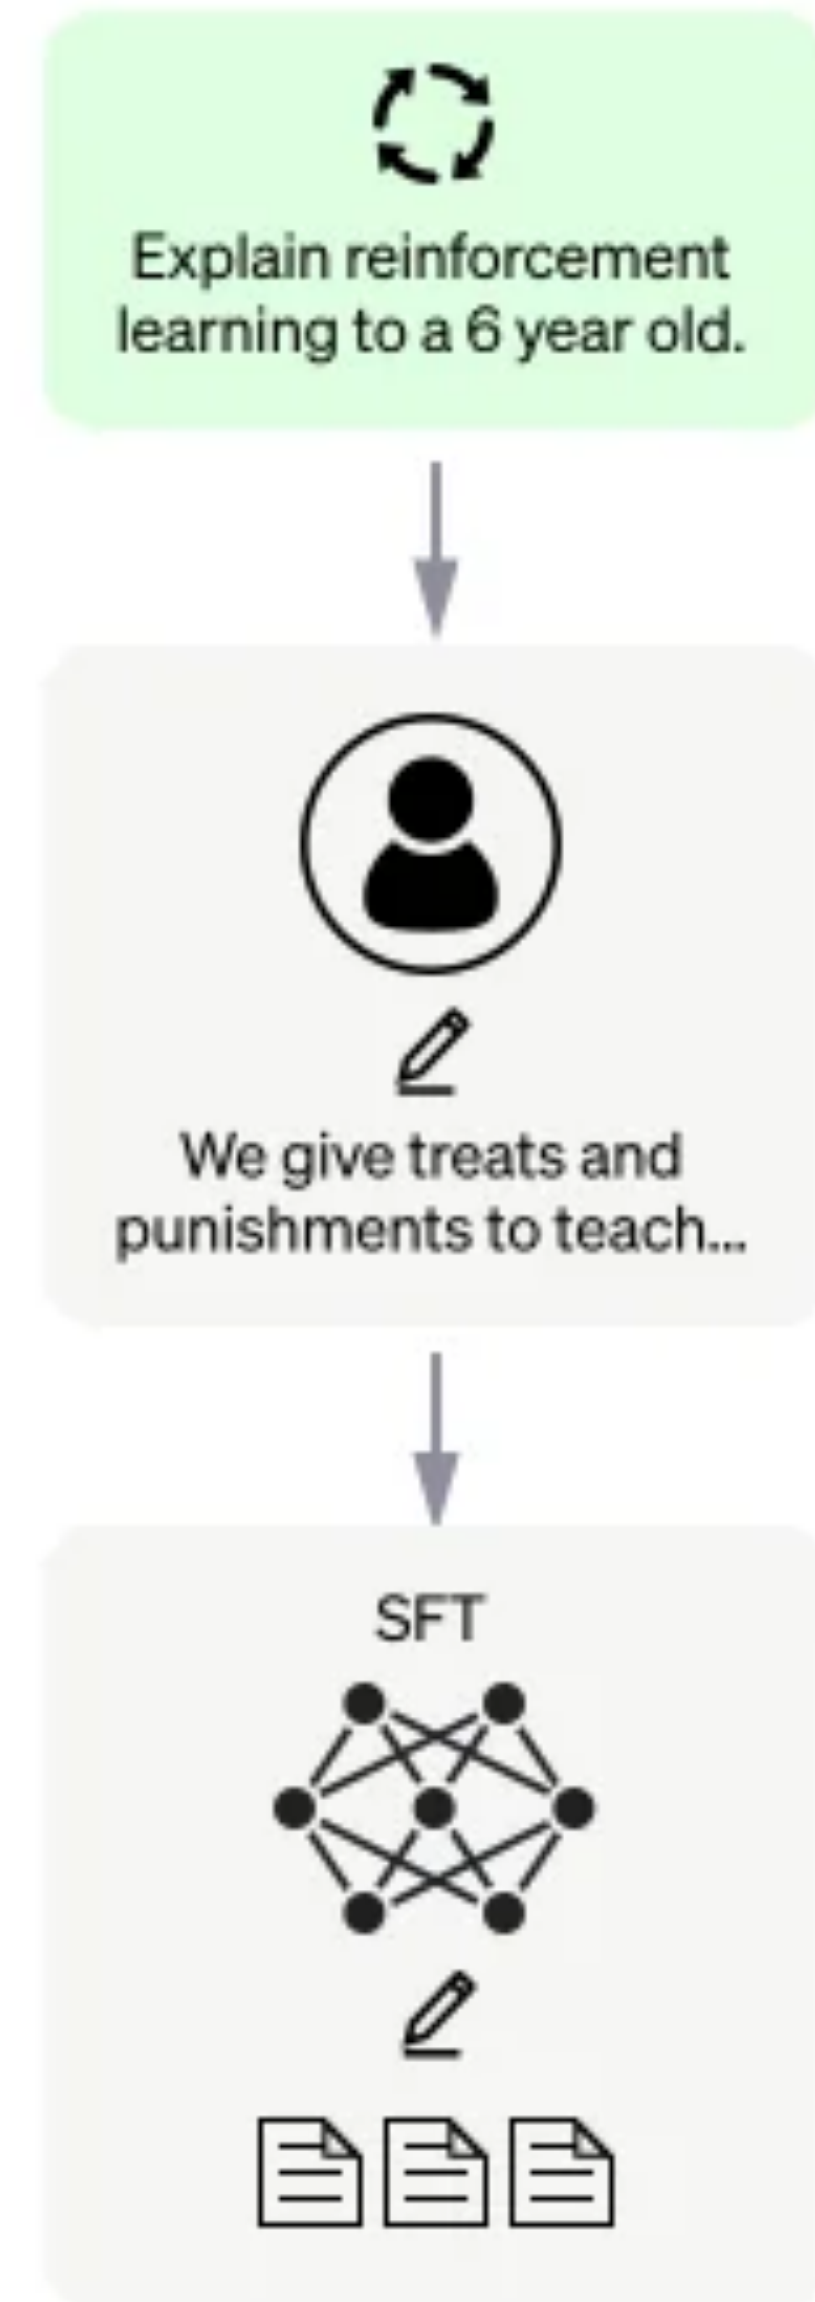 Explain reinforcement
learning to a 6 year old.
We give treats and
punishments to teach...
SFT